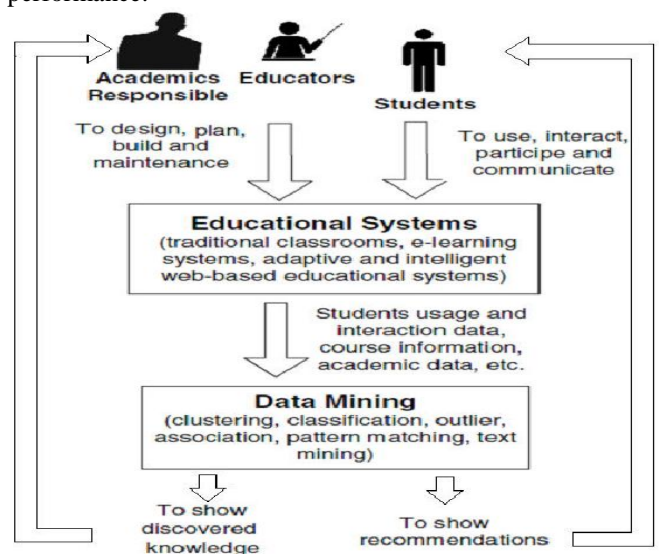 performance.
Academics Educators
Responsible
Students
To design, plan,
build and
maintenance
To use, interact,
participe and
communicate
Educational Systems
(traditional classrooms, e-learning
systems, adaptive and intelligent
web-based educational systems)
Students usage and
interaction data,
course information,
academic data, etc.
Data Mining
(clustering, classification, outlier,
association, pattern matching, text
mining)
To show
discovered
knowledge
To show
recommendations